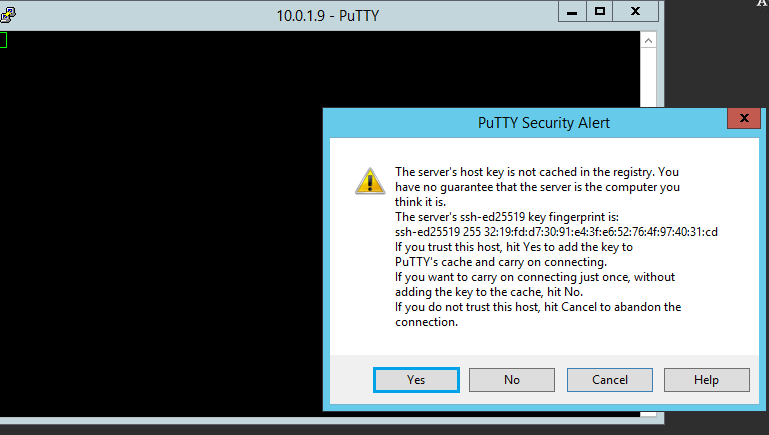 10.0.1.9 - PuTTY
PuTTY Security Alert
The server's host key is not cached in the registry. You
have no guarantee that the server is the computer you
think it is.
The server's ssh-ed25519 key fingerprint is:
ssh-ed25519 255 32:19:fd:d7:30:91:e4:3f:e6:52:76:4f:97:40:31:cd
If you trust this host, hit Yes to add the key to
PuTTY's cache and carry on connecting.
If you want to carry on connecting just once, without
adding the key to the cache, hit No.
If you do not trust this host, hit Cancel to abandon the
connection.
Yes
No
Cancel
Help